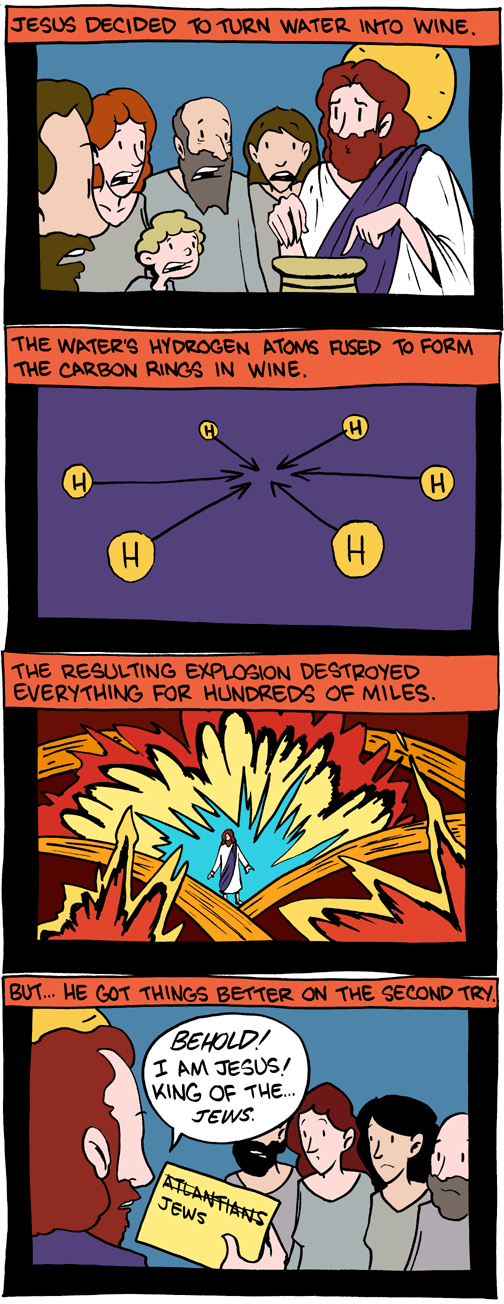 JESUS DECIDED TO TURN WATER INTO WINE.
THE WATER'S HYDROGEN ATOMS FUSED TO FORM
THE CARBON RINGS IN WINE.
H
H
H
H
H
H
THE RESULTING EXPLOSION DESTROYED
EVERYTHING FOR HUNDREDS OF MILES.
BUT... HE GOT THINGS BETTER ON THE SECOND TRY.
BEHOLD!
I AM JESUS!
KING OF THE...
JEWS.
ATLANTIANS
JEWS